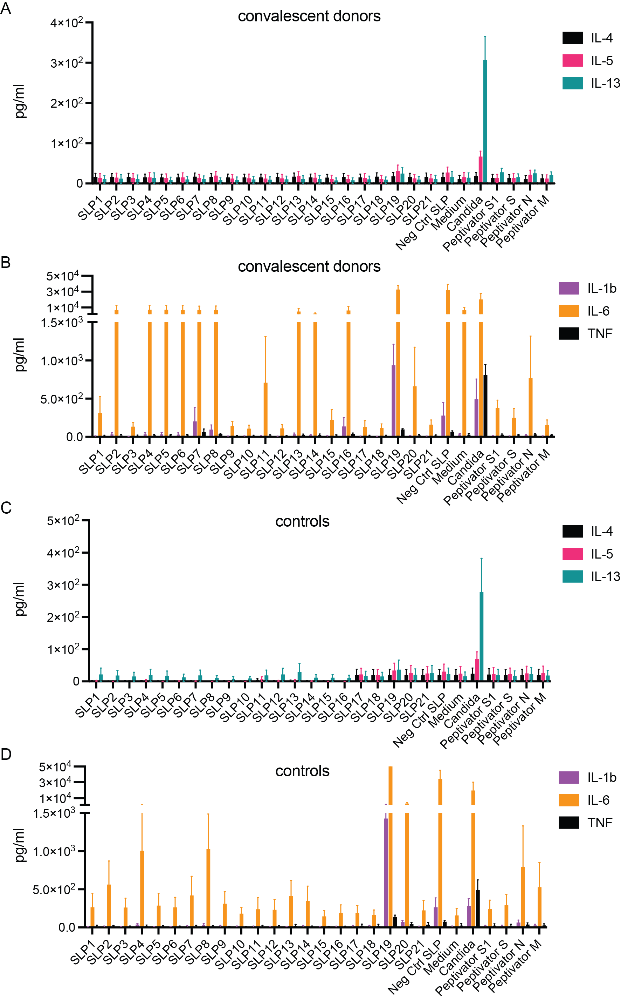 A
convalescent donors
4×10²
3×10²
2×10²
1×10²
0
pg/ml
IL-4
IL-5
IL-13
SLP1
SLP2
SLP3
SLP4
SLP5
SLP6
SLP7
SLP8
SLP9
SLP10
SLP11
SLP12
SLP13
SLP14
SLP15
SLP16
SLP17
SLP18
SLP19
SLP20
SLP21
Neg Ctrl SLP
Medium
Candida
Peptivator S1
Peptivator S
Peptivator N
Peptivator M
B
convalescent donors
5×10⁴
3×10⁴
1×10⁴
1.5×10³
1.0×10³
5.0×10²
0.0
pg/ml
IL-1b
IL-6
TNF
SLP1
SLP2
SLP3
SLP4
SLP5
SLP6
SLP7
SLP8
SLP9
SLP10
SLP11
SLP12
SLP13
SLP14
SLP15
SLP16
SLP17
SLP18
SLP19
SLP20
SLP21
Neg Ctrl SLP
Medium
Candida
Peptivator S1
Peptivator S
Peptivator N
Peptivator M
C
controls
5×10²
4×10²
3×10²
2×10²
1×10²
0
pg/ml
IL-4
IL-5
IL-13
SLP1
SLP2
SLP3
SLP4
SLP5
SLP6
SLP7
SLP8
SLP9
SLP10
SLP11
SLP12
SLP13
SLP14
SLP15
SLP16
SLP17
SLP18
SLP19
SLP20
SLP21
Neg Ctrl SLP
Medium
Candida
Peptivator S1
Peptivator S
Peptivator N
Peptivator M
D
controls
5×10⁴
3×10⁴
1×10⁴
1.5×10³
1.0×10³
5.0×10²
0.0
pg/ml
IL-1b
IL-6
TNF
SLP1
SLP2
SLP3
SLP4
SLP5
SLP6
SLP7
SLP8
SLP9
SLP10
SLP11
SLP12
SLP13
SLP14
SLP15
SLP16
SLP17
SLP18
SLP19
SLP20
SLP21
Neg Ctrl SLP
Medium
Candida
Peptivator S1
Peptivator S
Peptivator N
Peptivator M